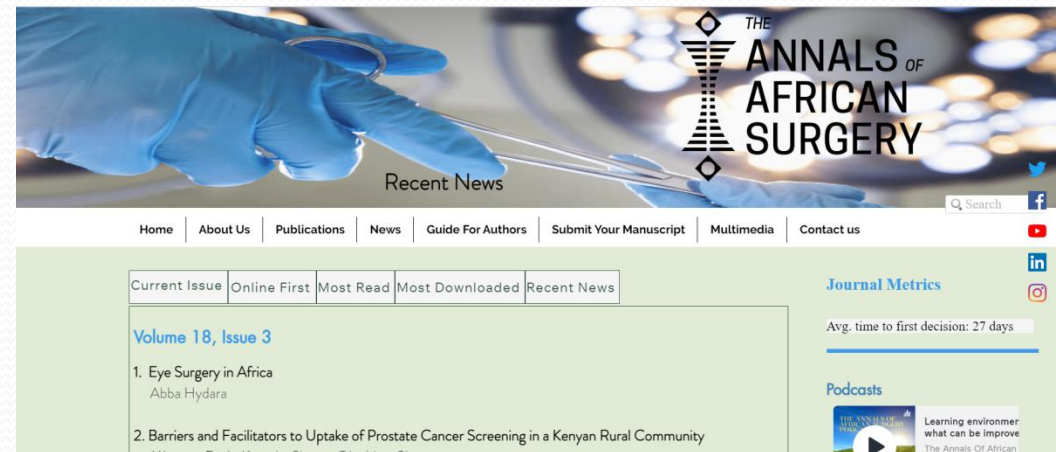 THE
ANNALS OF
AFRICAN
SURGERY
Recent News
Search
Home About Us Publications News Guide For Authors Submit Your Manuscript Multimedia Contact us
Current Issue Online First Most Read Most Downloaded Recent News
Volume 18, Issue 3
1. Eye Surgery in Africa
Abba Hydara
2. Barriers and Facilitators to Uptake of Prostate Cancer Screening in a Kenyan Rural Community
Journal Metrics
Avg. time to first decision: 27 days
Podcasts
THE ANNALS OF
AFRICAN SURGERY
Learning environmen
what can be improve
The Annals Of African